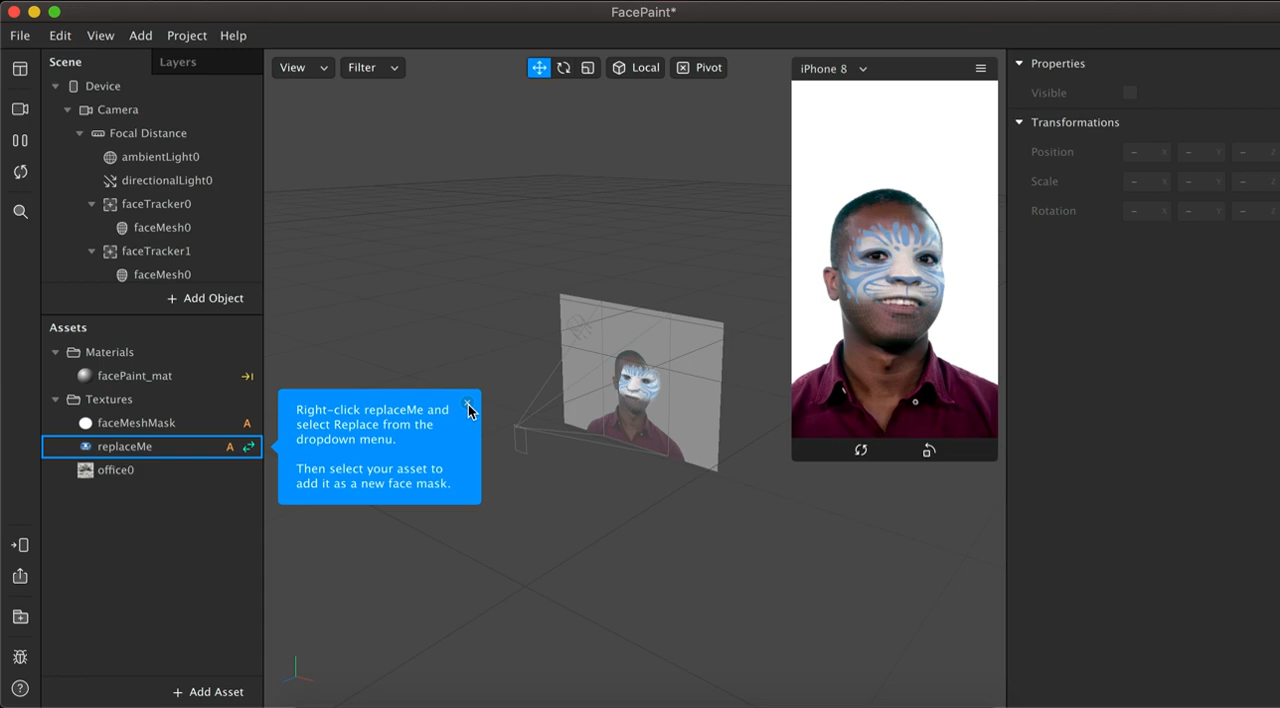 FacePaint*
File Edit View Add Project Help
Scene Layers
Device
Camera
Focal Distance
ambientLight0
directionalLight0
faceTracker0
faceMesh0
faceTracker1
faceMesh0
+ Add Object
Assets
Materials
facePaint_mat
Textures
faceMeshMask A
replaceMe A
office0
+ Add Asset
View Filter Local Pivot
Right-click replaceMe and
select Replace from the
dropdown menu.
Then select your asset to
add it as a new face mask.
iPhone 8
Properties
Visible
Transformations
Position – X – Y – Z
Scale – X – Y – Z
Rotation – X – Y – Z